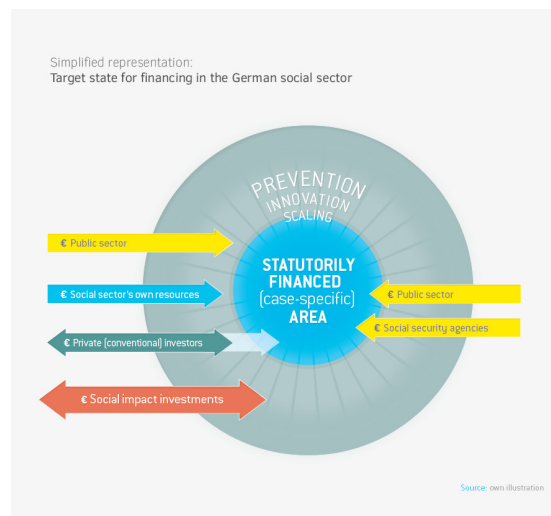 Simplified representation:
Target state for financing in the German social sector
PREVENTION
INNOVATION
SCALING
€ Public sector
STATUTORILY
FINANCED
(case-specific)
AREA
€ Social sector's own resources
€ Public sector
€ Social security agencies
€ Private (conventional) investors
€ Social impact investments
Source: own illustration